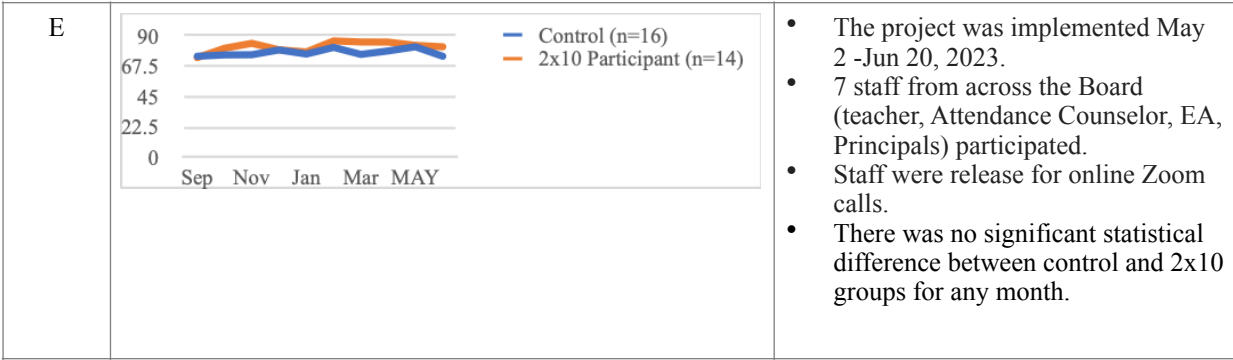 E
90
67.5
45
22.5
0
Sep Nov Jan Mar MAY
Control (n=16)
2x10 Participant (n=14)
• The project was implemented May
2 -Jun 20, 2023.
• 7 staff from across the Board
(teacher, Attendance Counselor, EA,
Principals) participated.
• Staff were release for online Zoom
calls.
• There was no significant statistical
difference between control and 2x10
groups for any month.